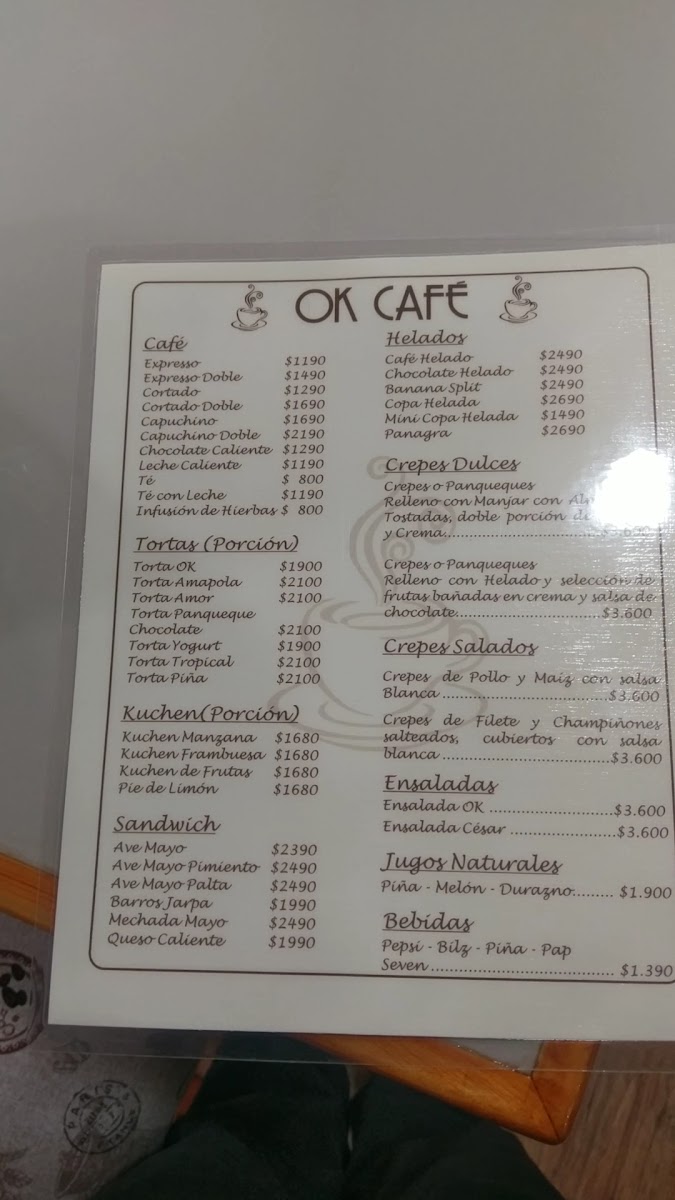 OK CAFÉ
Café
Expresso $1190
Expresso Doble $1490
Cortado $1290
Cortado Doble $1690
Capuchino $1690
Capuchino Doble $2190
Chocolate Caliente $1290
Leche Caliente $1190
Té $ 800
Té con Leche $1190
Infusión de Hierbas $ 800
Tortas (Porción)
Torta OK $1900
Torta Amapola $2100
Torta Amor $2100
Torta Panqueque
Chocolate $2100
Torta Yogurt $1900
Torta Tropical $2100
Torta Piña $2100
Kuchen(Porción)
Kuchen Manzana $1680
Kuchen Frambuesa $1680
Kuchen de Frutas $1680
Pie de Limón $1680
Sandwich
Ave Mayo $2390
Ave Mayo Pimiento $2490
Ave Mayo Palta $2490
Barros Jarpa $1990
Mechada Mayo $2490
Queso Caliente $1990
Helados
Café Helado $2490
Chocolate Helado $2490
Banana Split $2490
Copa Helada $2690
Mini Copa Helada $1490
Panagra $2690
Crepes Dulces
Crepes o Panqueques
Relleno con Manjar con
Tostadas, doble porción
y Crema
Crepes o Panqueques
Relleno con Helado y selección de
frutas bañadas en crema y salsa de
chocolate....................$3.600
Crepes Salados
Crepes de Pollo y Maíz con salsa
Blanca........................$3.600
Crepes de Filete y Champiñones
salteados, cubiertos con salsa
blanca........................$3.600
Ensaladas
Ensalada OK ..................$3.600
Ensalada César ...............$3.600
Jugos Naturales
Piña - Melón - Durazno......... $1.900
Bebidas
Pepsi - Bilz - Piña - Pap
Seven ............................ $1.390
PARIS